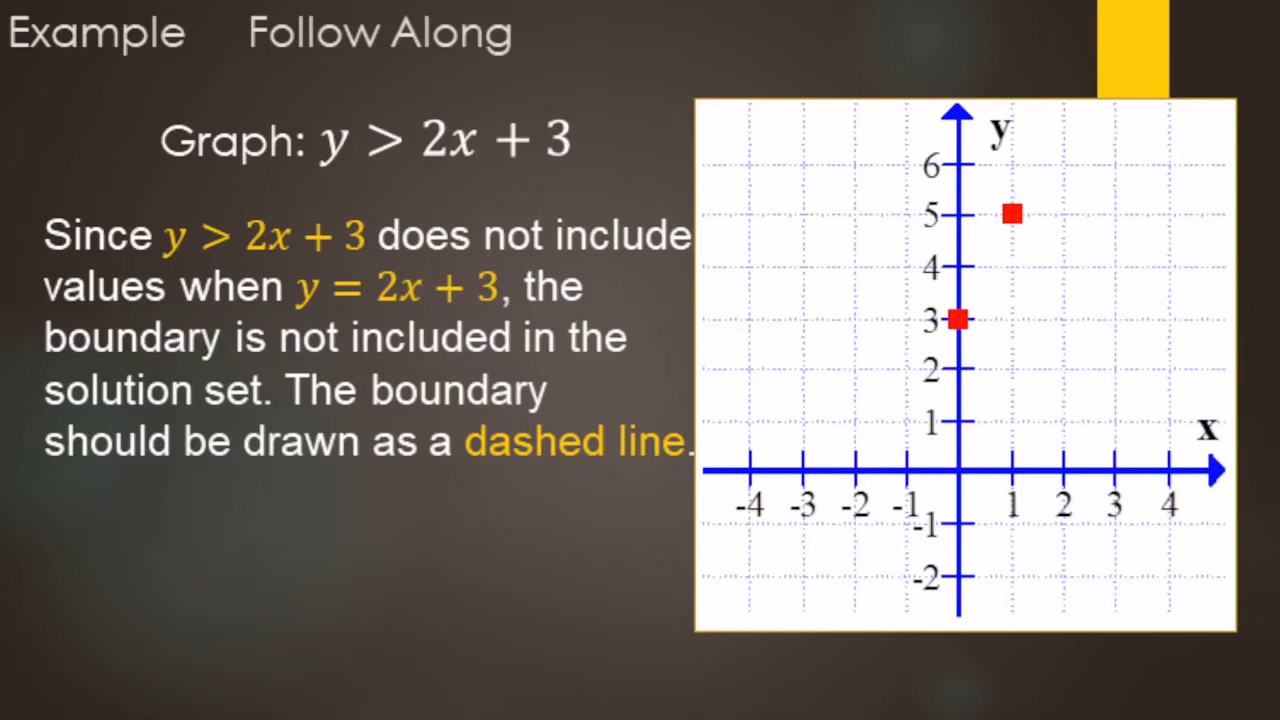 Example Follow Along
Graph: y > 2x + 3
Since y > 2x + 3 does not include
values when y = 2x + 3, the
boundary is not included in the
solution set. The boundary
should be drawn as a dashed line.
y
6
5
4
3
2
1
x
-4 -3 -2 -1 1 2 3 4
-1
-2